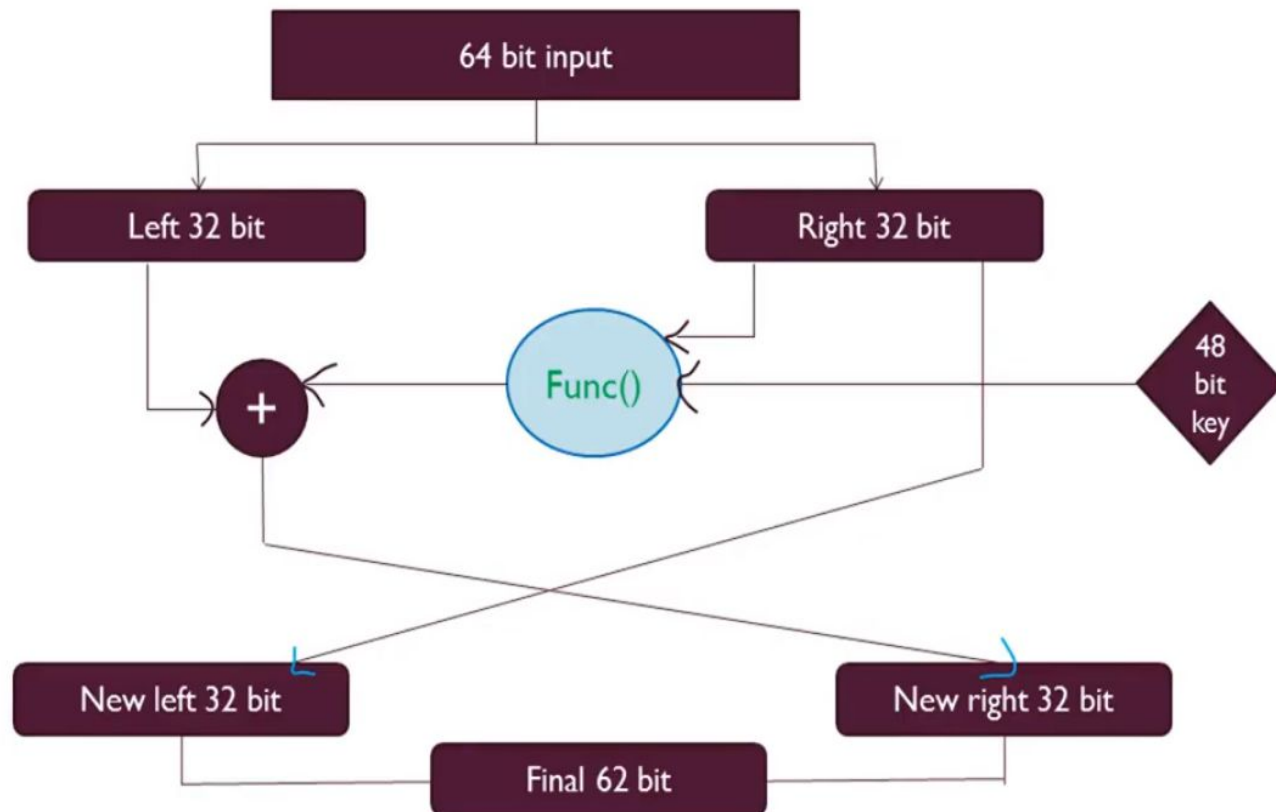 64 bit input
Left 32 bit
Right 32 bit
Func()
48
bit
key
+
New left 32 bit
New right 32 bit
Final 62 bit